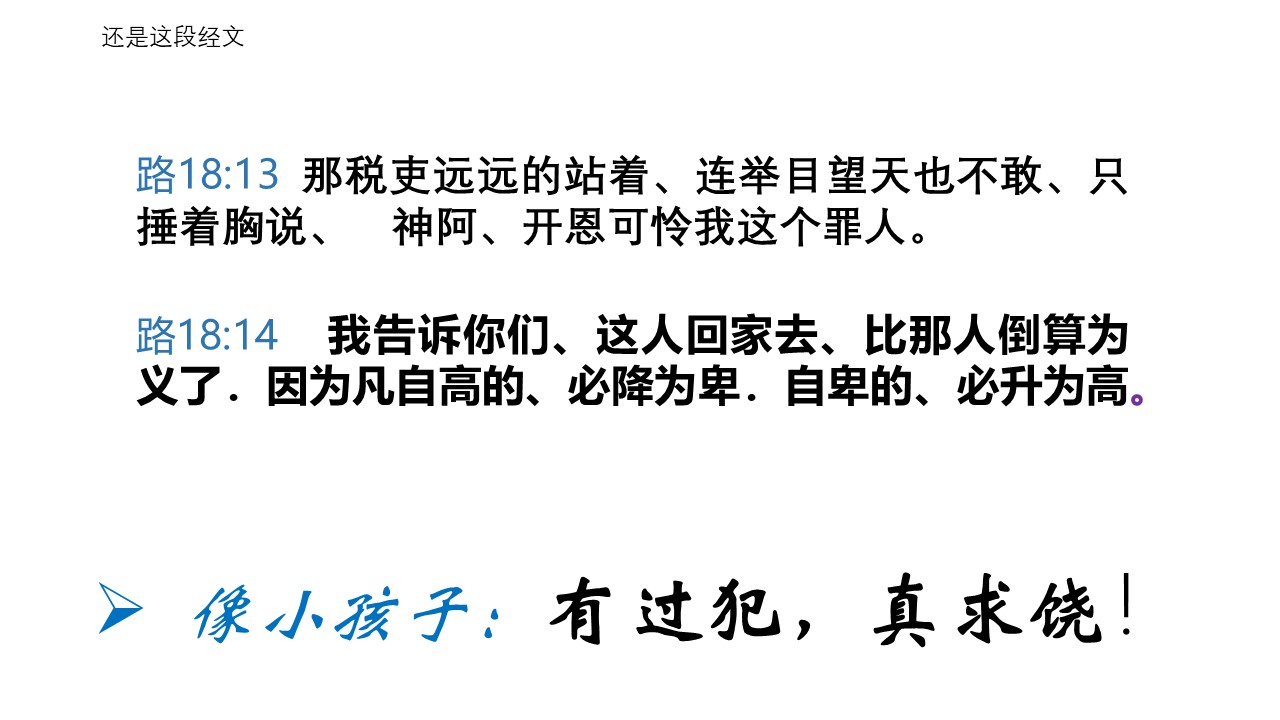 还是这段经文
路18:13 那税吏远远的站着、连举目望天也不敢、只
捶着胸说、　神阿、开恩可怜我这个罪人。
路18:14　我告诉你们、这人回家去、比那人倒算为
义了．因为凡自高的、必降为卑．自卑的、必升为高。
➢ 像小孩子：有过犯，真求饶！